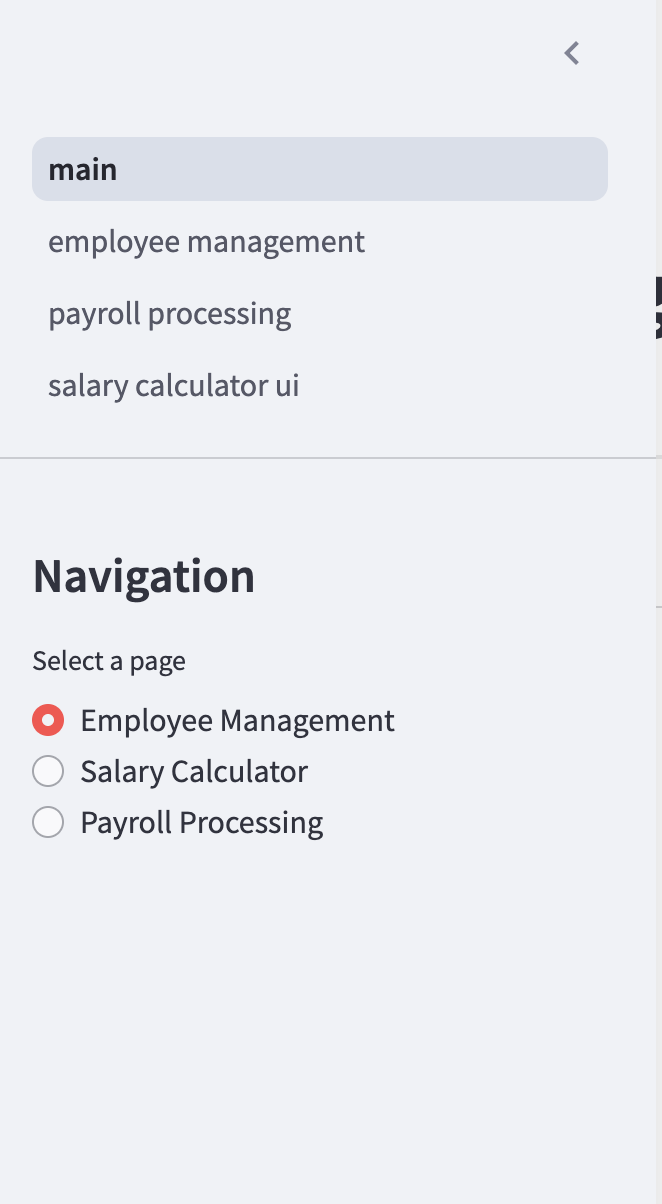 main
employee management
payroll processing
salary calculator ui
Navigation
Select a page
Employee Management
Salary Calculator
Payroll Processing